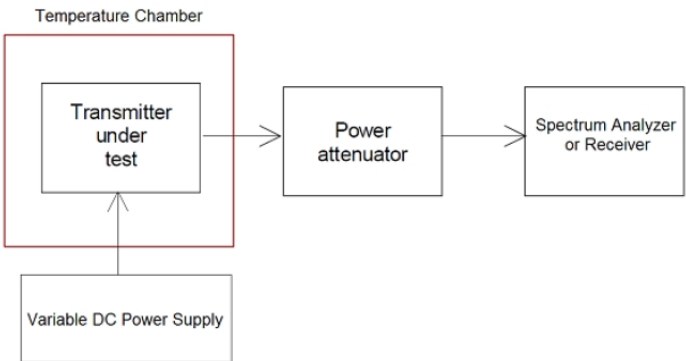 Temperature Chamber
Transmitter
under
test
Power
attenuator
Spectrum Analyzer
or Receiver
Variable DC Power Supply